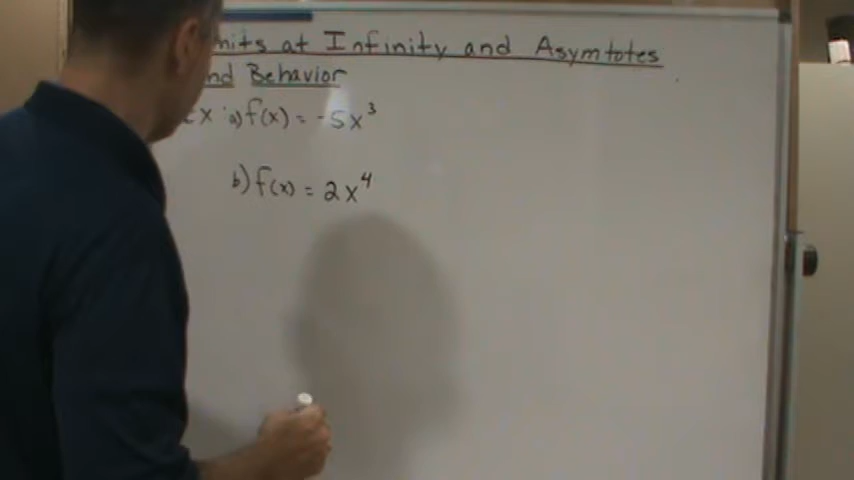 mits at Infinity and Asymtotes
nd Behavior
x a) f(x) = -5x³
b) f(x) = 2x⁴